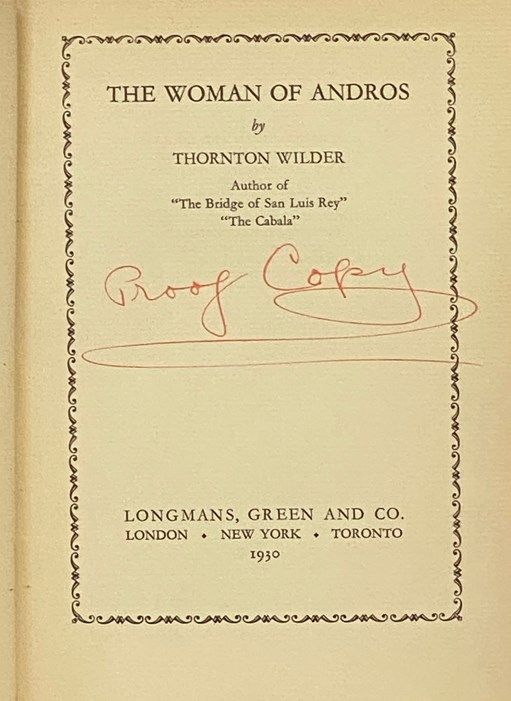 THE WOMAN OF ANDROS
by
THORNTON WILDER
Author of
"The Bridge of San Luis Rey"
"The Cabala"
Proof Copy
LONGMANS, GREEN AND CO.
LONDON • NEW YORK • TORONTO
1930